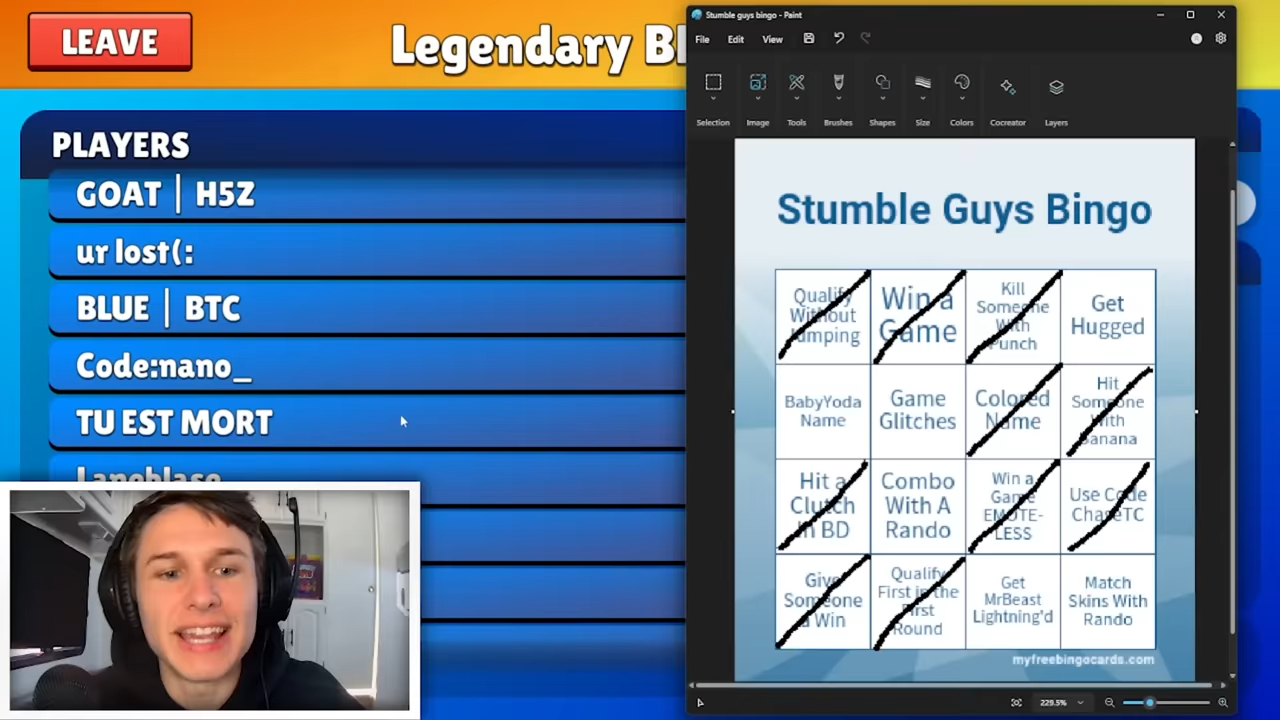 LEAVE
Legendary Bl
PLAYERS
GOAT | H5Z
ur lost(:
BLUE | BTC
Code:nano_
TU EST MORT
Stumble guys bingo - Paint
File Edit View
Selection Image Tools Brushes Shapes Size Colors Cocreator Layers
Stumble Guys Bingo
Qualify
Without
Jumping
Win a
Game
Kill
Someone
With
Punch
Get
Hugged
BabyYoda
Name
Game
Glitches
Colored
Name
Hit
Someone
With
Banana
Hit a
Clutch
In BD
Combo
With A
Rando
Win a
Game
EMOTE-
LESS
Use Code
ChaseTC
Give
Someone
a Win
Qualify
First in the
First
Round
Get
MrBeast
Lightning'd
Match
Skins With
Rando
myfreebingocards.com
229.5%